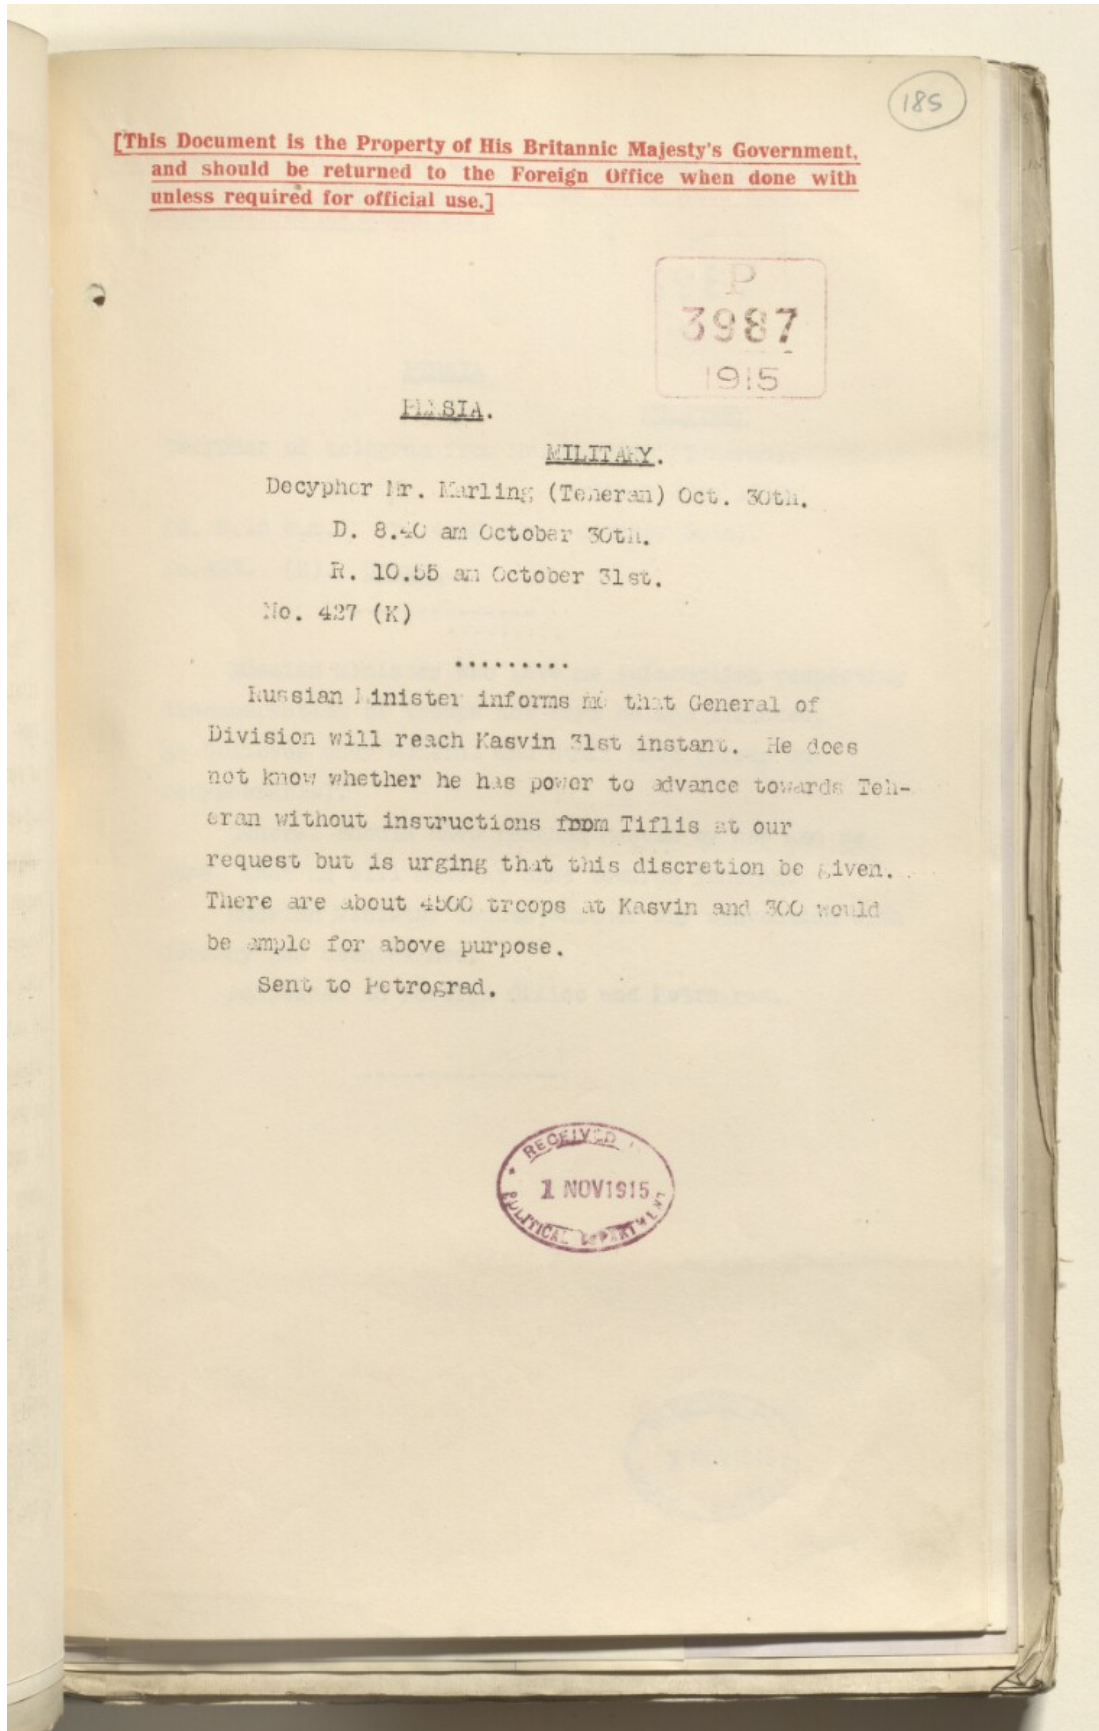 185
[This Document is the Property of His Britannic Majesty's Government,
and should be returned to the Foreign Office when done with
unless required for official use.]
P
3987
1915
PERSIA.
MILITARY.
Decypher Mr. Marling (Teheran) Oct. 30th.
D. 8.40 am October 30th.
R. 10.55 am October 31st.
No. 427 (K)
.........
Russian Minister informs me that General of
Division will reach Kasvin 31st instant. He does
not know whether he has power to advance towards Teh-
eran without instructions from Tiflis at our
request but is urging that this discretion be given.
There are about 4500 troops at Kasvin and 300 would
be ample for above purpose.
Sent to Petrograd.
RECEIVED
1 NOV 1915
POLITICAL DEPARTMENT